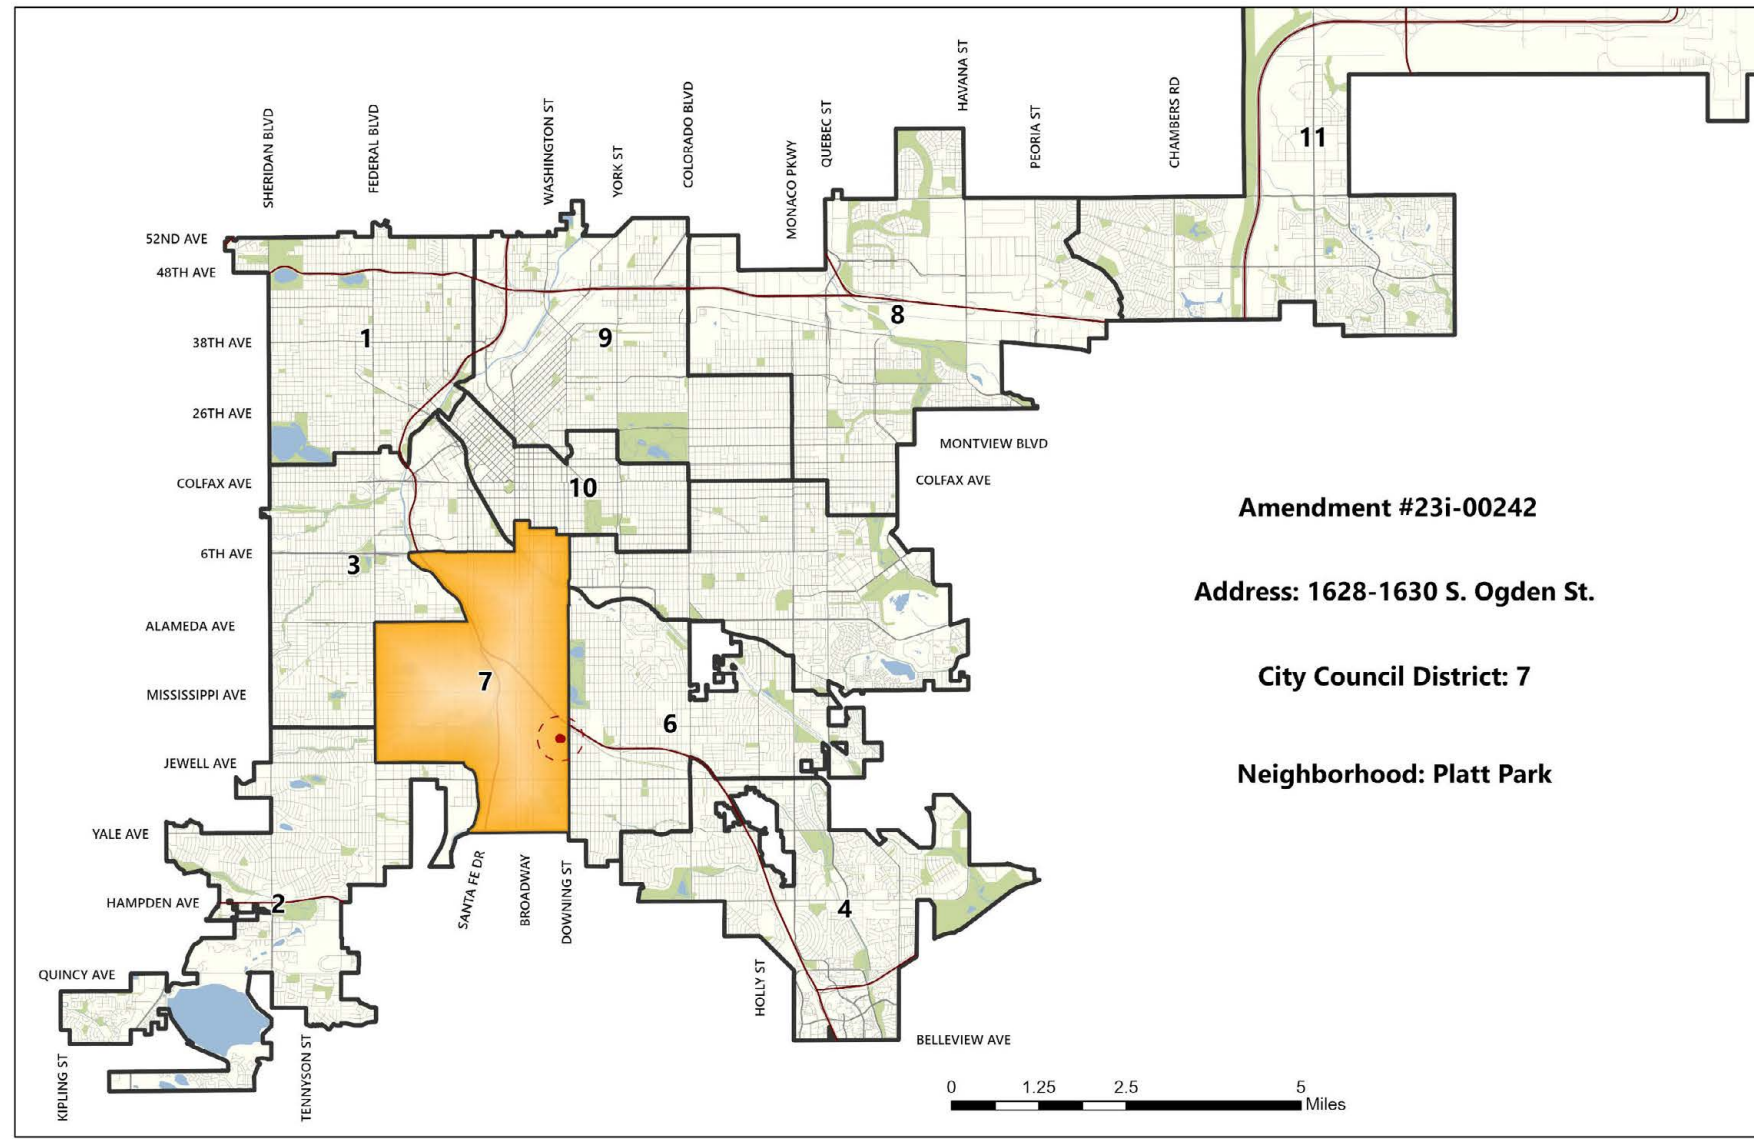 HAVANA ST
SHERIDAN BLVD
FEDERAL BLVD
WASHINGTON ST
YORK ST
COLORADO BLVD
MONACO PKWY
QUEBEC ST
PEORIA ST
CHAMBERS RD
11
52ND AVE
48TH AVE
8
1
9
38TH AVE
26TH AVE
MONTVIEW BLVD
COLFAX AVE
COLFAX AVE
10
Amendment #23i-00242
6TH AVE
3
Address: 1628-1630 S. Ogden St.
ALAMEDA AVE
7
City Council District: 7
MISSISSIPPI AVE
6
JEWELL AVE
Neighborhood: Platt Park
YALE AVE
SANTA FE DR
BROADWAY
DOWNING ST
HAMPDEN AVE
2
4
QUINCY AVE
HOLLY ST
BELLEVIEW AVE
KIPLING ST
TENNYSON ST
0 1.25 2.5 5
Miles